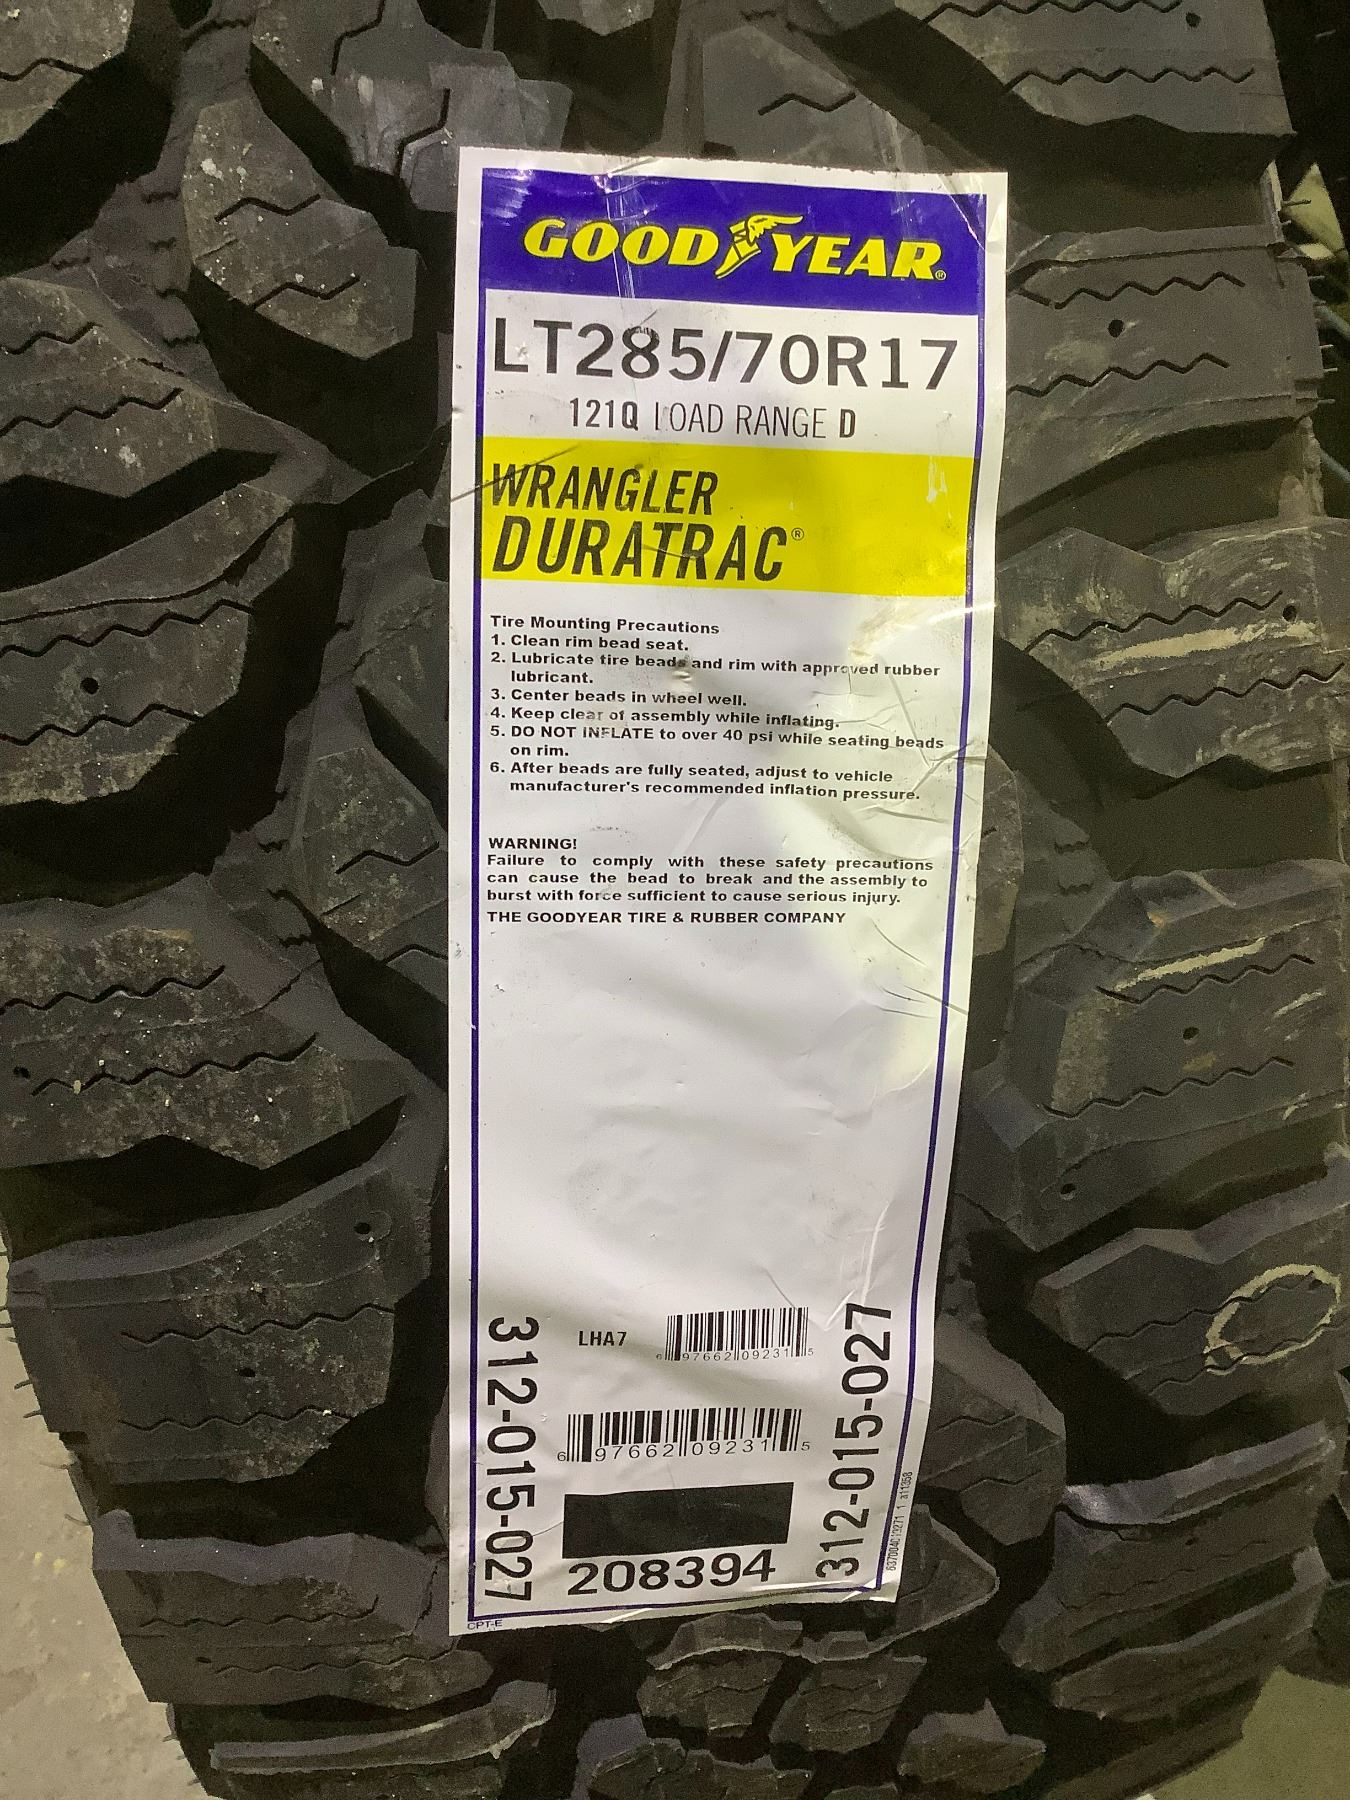 GOODYEAR®
LT285/70R17
121Q LOAD RANGE D
WRANGLER
DURATRAC®
Tire Mounting Precautions
1. Clean rim bead seat.
2. Lubricate tire beads and rim with approved rubber
lubricant.
3. Center beads in wheel well.
4. Keep clear of assembly while inflating.
5. DO NOT INFLATE to over 40 psi while seating beads
on rim.
6. After beads are fully seated, adjust to vehicle
manufacturer's recommended inflation pressure.
WARNING!
Failure to comply with these safety precautions
can cause the bead to break and the assembly to
burst with force sufficient to cause serious injury.
THE GOODYEAR TIRE & RUBBER COMPANY
312-015-027
LHA7
6 97662 09231 5
6 97662 09231 5
208394
312-015-027
1 a11358
CPT-E